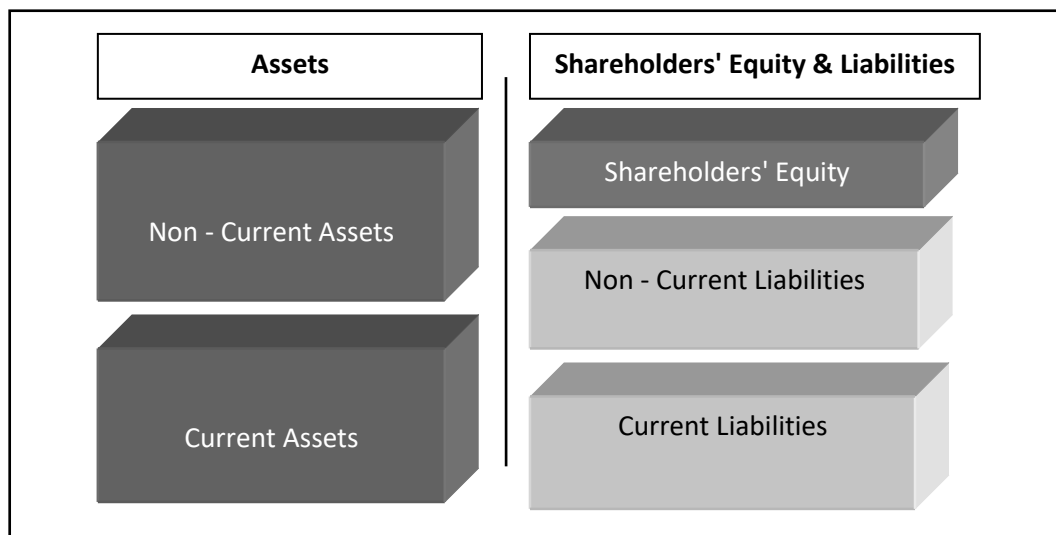 Assets
Non - Current Assets
Current Assets
Shareholders' Equity & Liabilities
Shareholders' Equity
Non - Current Liabilities
Current Liabilities